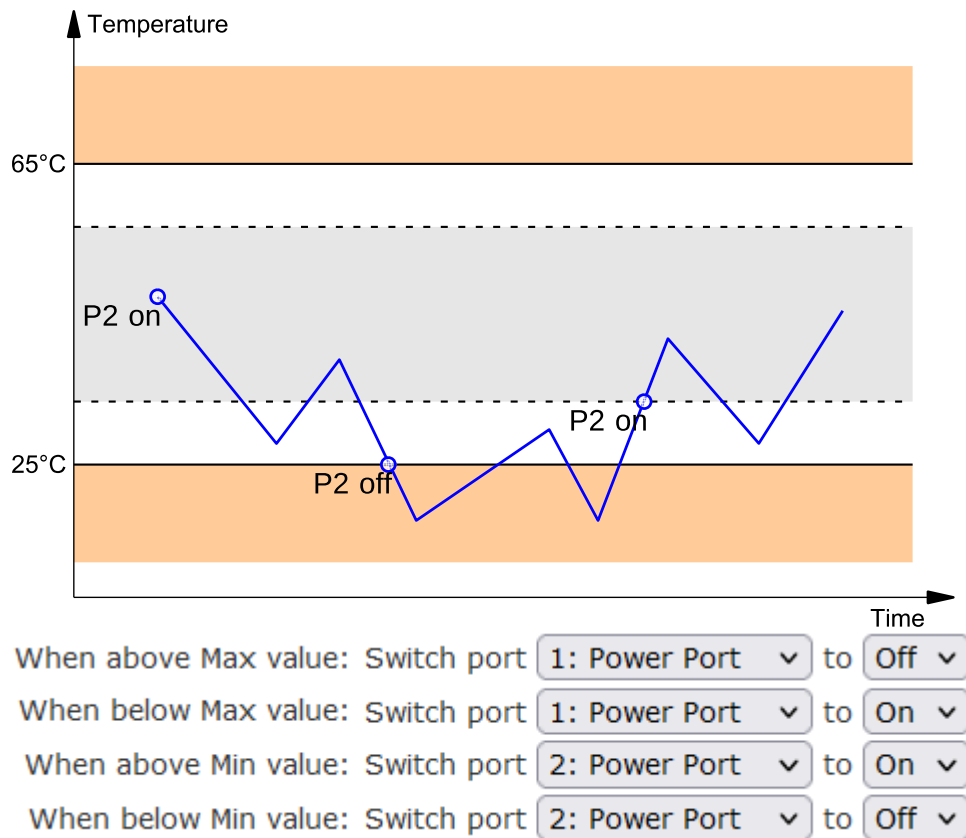 Temperature
65°C
P2 on
P2 on
25°C
P2 off
Time
When above Max value: Switch port 1: Power Port to Off
When below Max value: Switch port 1: Power Port to On
When above Min value: Switch port 2: Power Port to On
When below Min value: Switch port 2: Power Port to Off